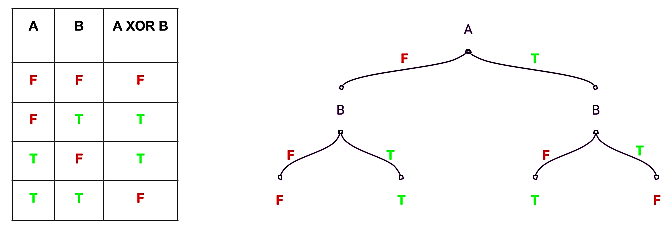 A B A XOR B
F F F
F T T
T F T
T T F
A
F T
B B
F T F T
F T T F